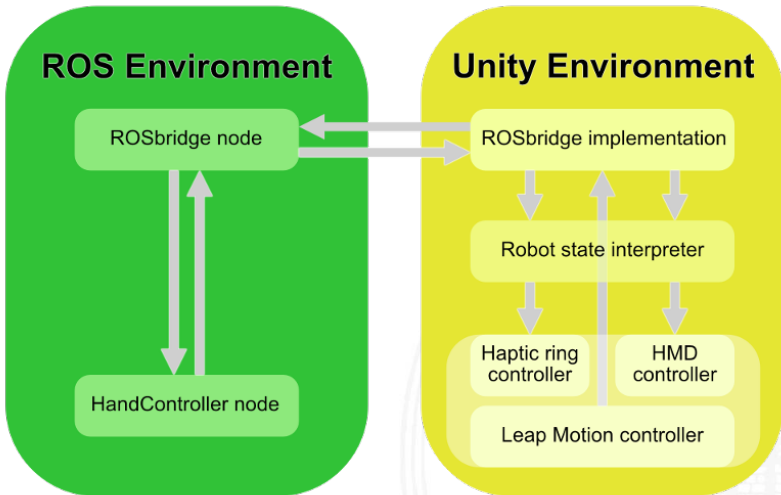 ROS Environment
ROSbridge node
HandController node
Unity Environment
ROSbridge implementation
Robot state interpreter
Haptic ring
controller
HMD
controller
Leap Motion controller